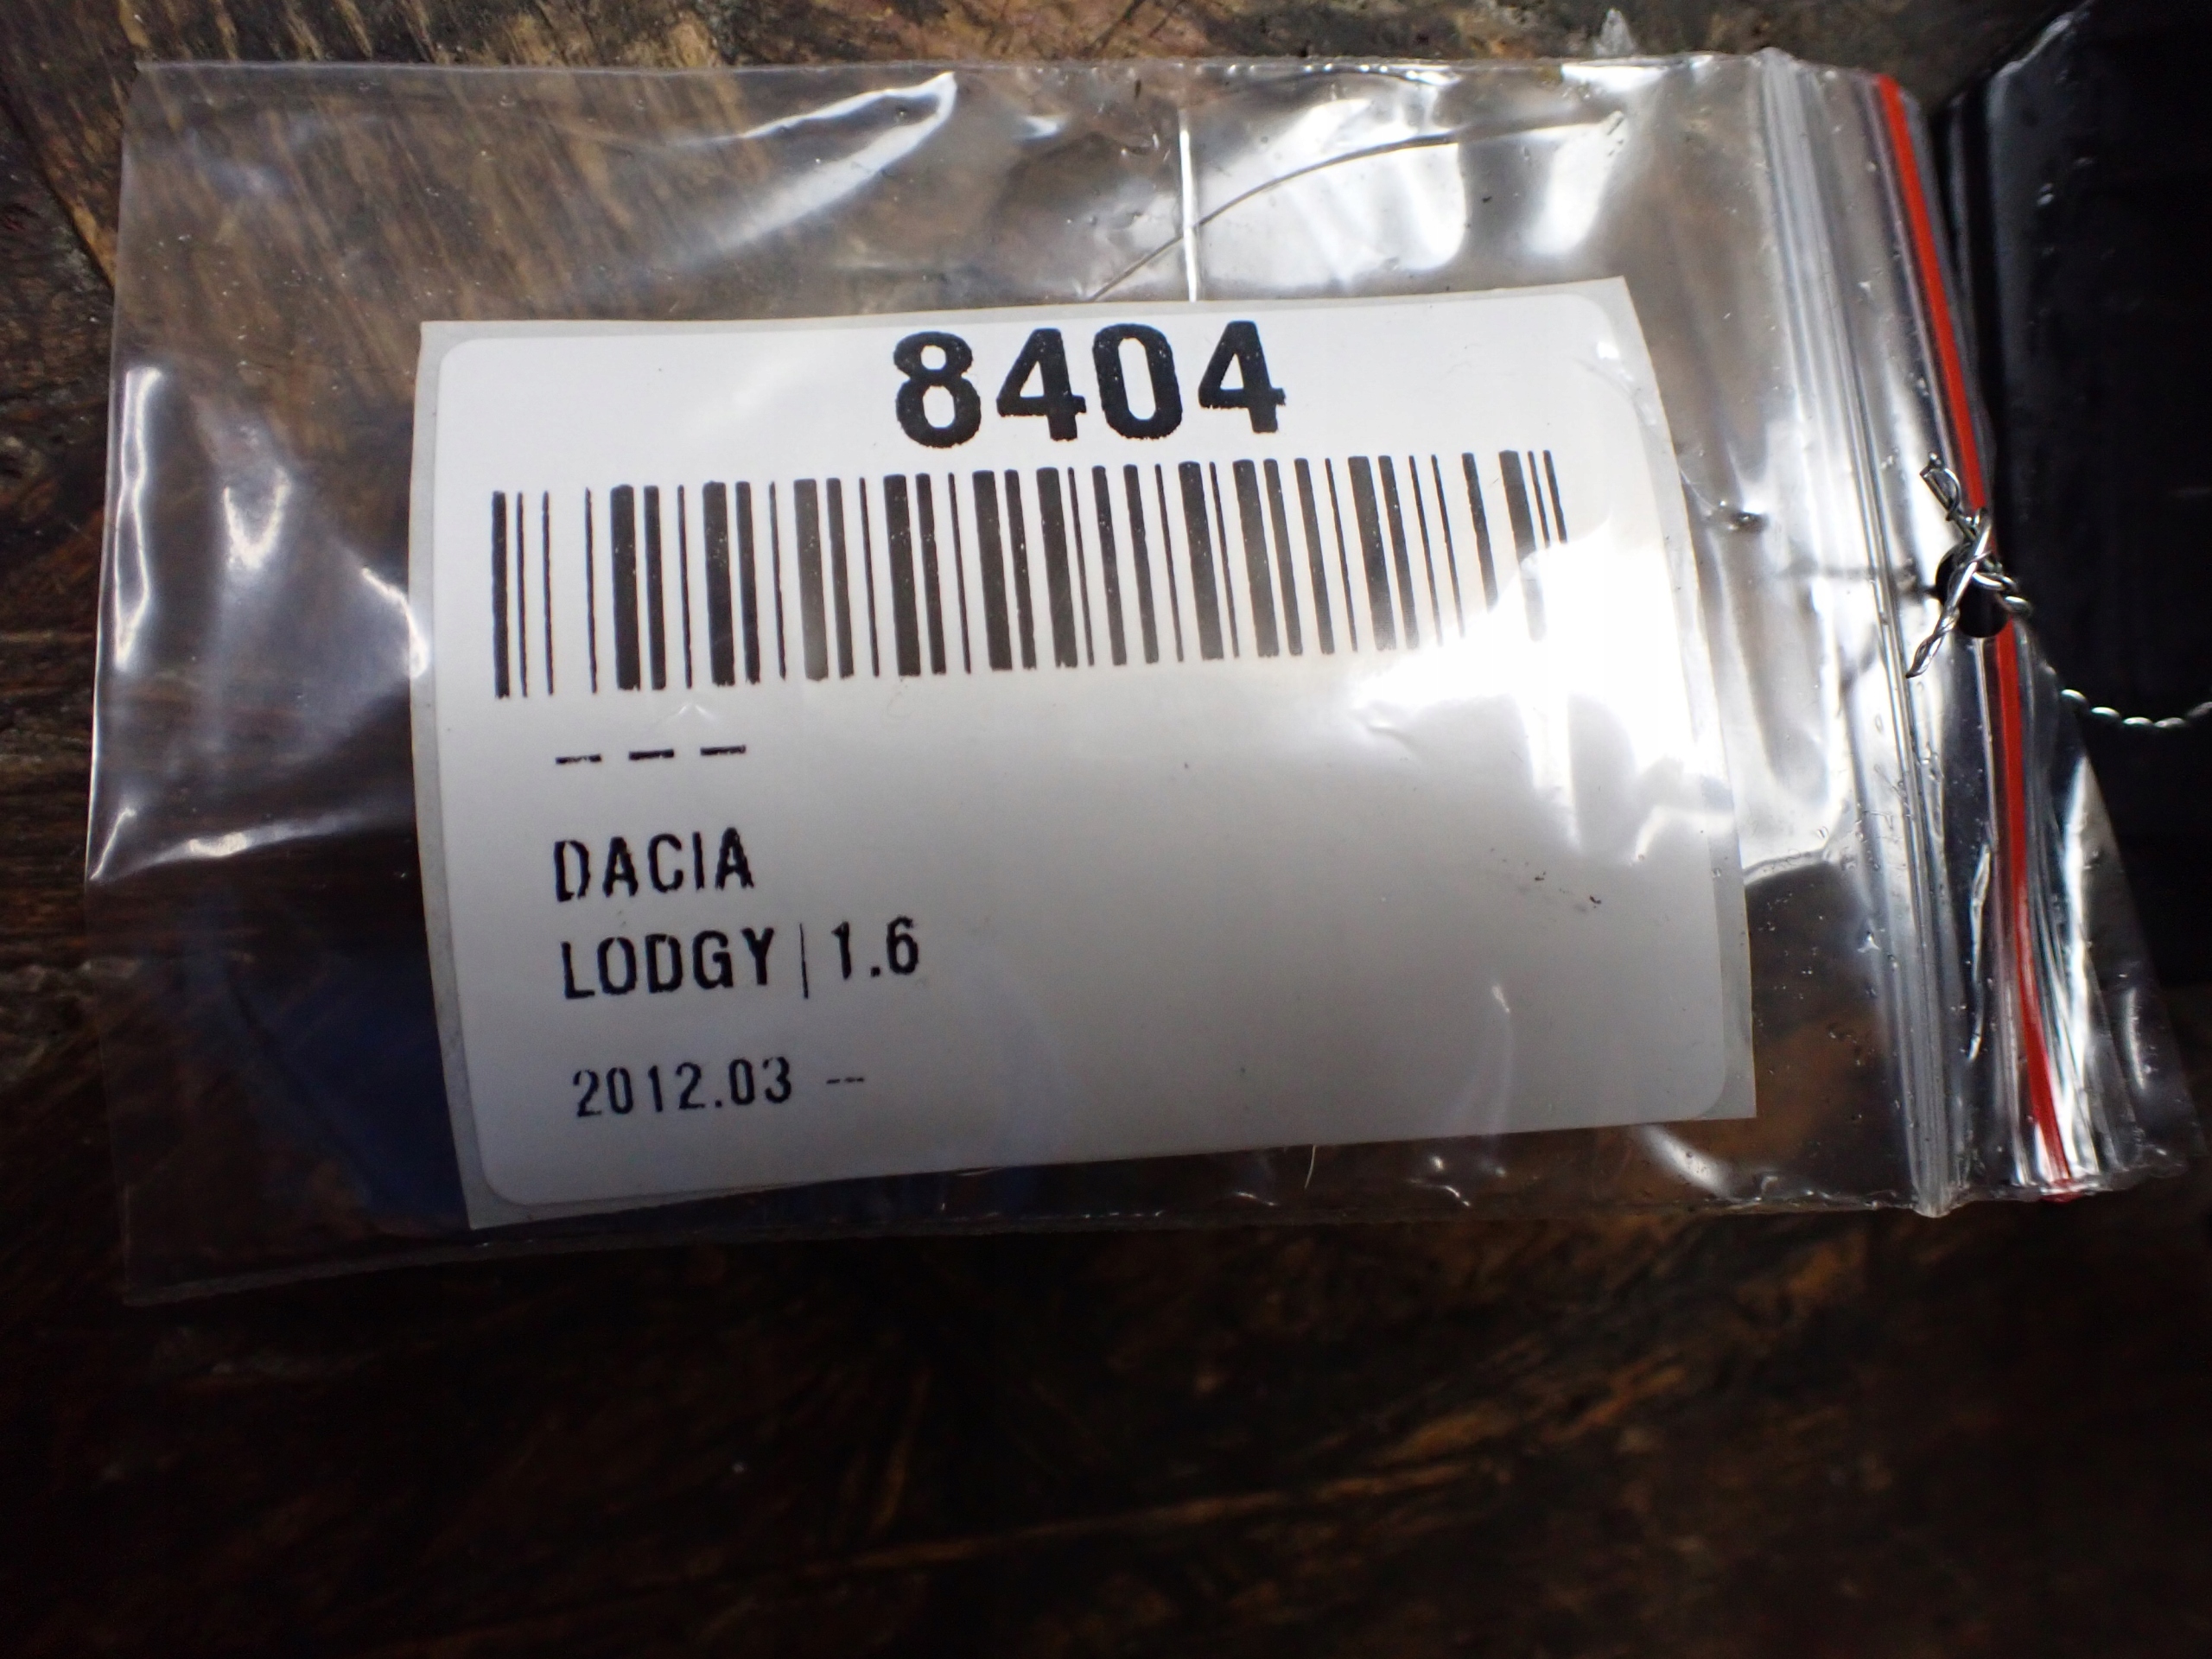 8404
– – –
DACIA
LODGY | 1.6
2012.03 --